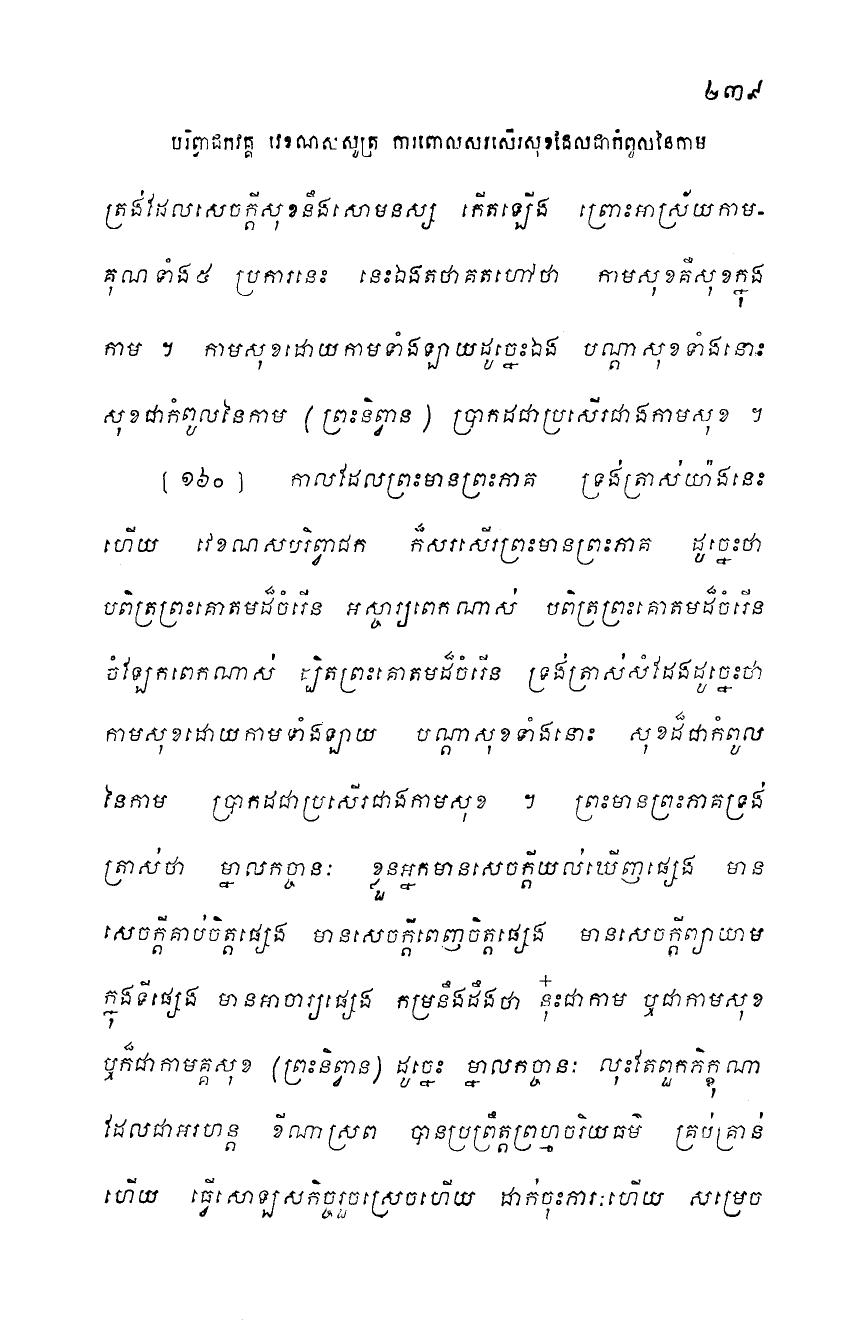 ២៣៩
បរិព្វាជកវគ្គ វេខណសសូត្រ ការពោលសរសើរសុខដែលជាកំពូលនៃកាម
ត្រង់ដែលសេចក្តីសុខនឹងសោមនស្ស កើតឡើង ព្រោះអាស្រ័យកាម-
គុណទាំង៥ ប្រការនេះ នេះឯងតថាគតហៅថា កាមសុខគឺសុខក្នុង
កាម ។ កាមសុខដោយកាមទាំងឡាយដូច្នេះឯង បណ្តាសុខទាំងនោះ
សុខជាកំពូលនៃកាម (ព្រះនិព្វាន) ប្រាកដជាប្រសើរជាងកាមសុខ ។
[១៦០] កាលដែលព្រះមានព្រះភាគ ទ្រង់ត្រាស់យ៉ាងនេះ
ហើយ វេខណសបរិព្វាជក ក៏សរសើរព្រះមានព្រះភាគ ដូច្នេះថា
បពិត្រព្រះគោតមដ៏ចំរើន អស្ចារ្យពេកណាស់ បពិត្រព្រះគោតមដ៏ចំរើន
ចំឡែកពេកណាស់ ដ្បិតព្រះគោតមដ៏ចំរើន ទ្រង់ត្រាស់សំដែងដូច្នេះថា
កាមសុខដោយកាមទាំងឡាយ បណ្តាសុខទាំងនោះ សុខដ៏ជាកំពូល
នៃកាម ប្រាកដជាប្រសើរជាងកាមសុខ ។ ព្រះមានព្រះភាគទ្រង់
ត្រាស់ថា ម្នាលកច្ចានៈ ខ្លួនអ្នកមានសេចក្តីយល់ឃើញផ្សេង មាន
សេចក្តីគាប់ចិត្តផ្សេង មានសេចក្តីពេញចិត្តផ្សេង មានសេចក្តីព្យាយាម
ក្នុងទីផ្សេង មានអាចារ្យផ្សេង កម្រនឹងដឹងថា នុ៎ះជាកាម ឬជាកាមសុខ
ឬក៏ជាកាមគ្គសុខ (ព្រះនិព្វាន) ដូច្នេះ ម្នាលកច្ចានៈ លុះតែពួកភិក្ខុណា
ដែលជាអរហន្ត ខីណាស្រព បានប្រព្រឹត្តព្រហ្មចរិយធម៌ គ្រប់គ្រាន់
ហើយ ធ្វើសោឡសកិច្ចរួចស្រេចហើយ ដាក់ចុះភារៈហើយ សម្រេច